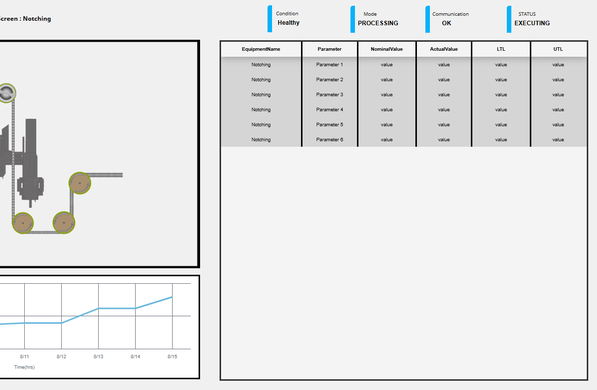 creen : Notching
Condition
Healthy
Mode
PROCESSING
Communication
OK
STATUS
EXECUTING
EquipmentName Parameter NominalValue ActualValue LTL UTL
Notching Parameter 1 value value value value
Notching Parameter 2 value value value value
Notching Parameter 3 value value value value
Notching Parameter 4 value value value value
Notching Parameter 5 value value value value
Notching Parameter 6 value value value value
8/11 8/12 8/13 8/14 8/15
Time(hrs)